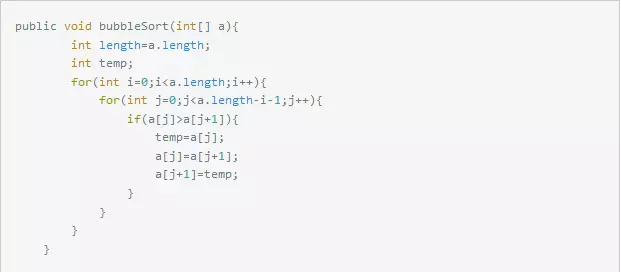 public void bubbleSort(int[] a){
        int length=a.length;
        int temp;
        for(int i=0;i<a.length;i++){
            for(int j=0;j<a.length-i-1;j++){
                if(a[j]>a[j+1]){
                    temp=a[j];
                    a[j]=a[j+1];
                    a[j+1]=temp;
                }
            }
        }
    }